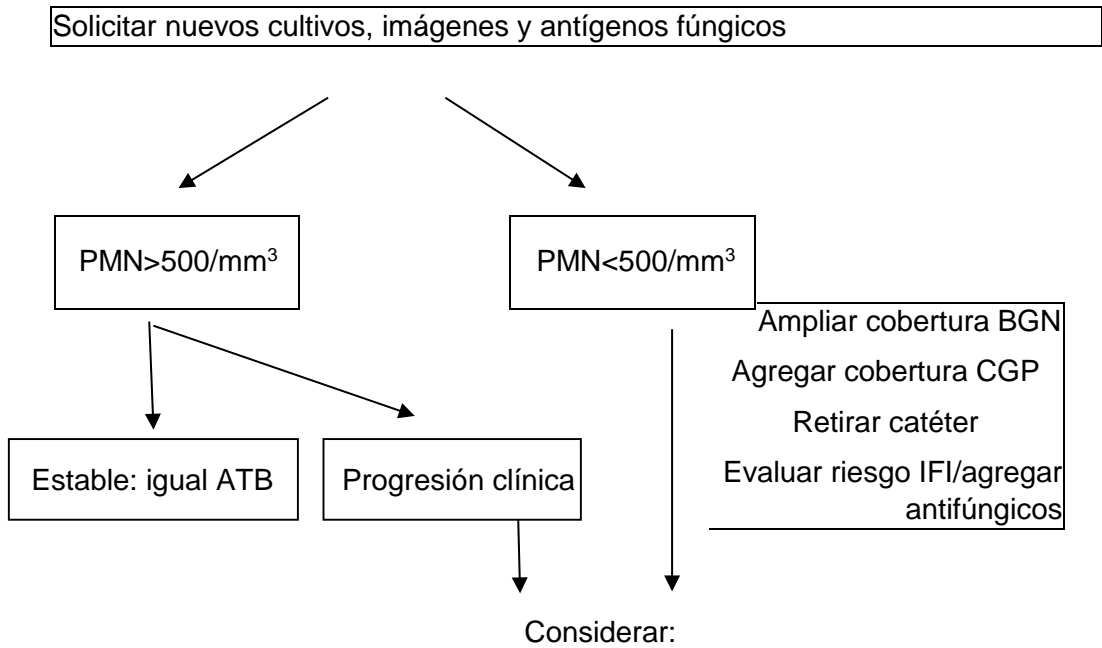 Solicitar nuevos cultivos, imágenes y antígenos fúngicos
PMN>500/mm³
PMN<500/mm³
Ampliar cobertura BGN
Agregar cobertura CGP
Retirar catéter
Evaluar riesgo IFI/agregar
antifúngicos
Estable: igual ATB
Progresión clínica
Considerar: